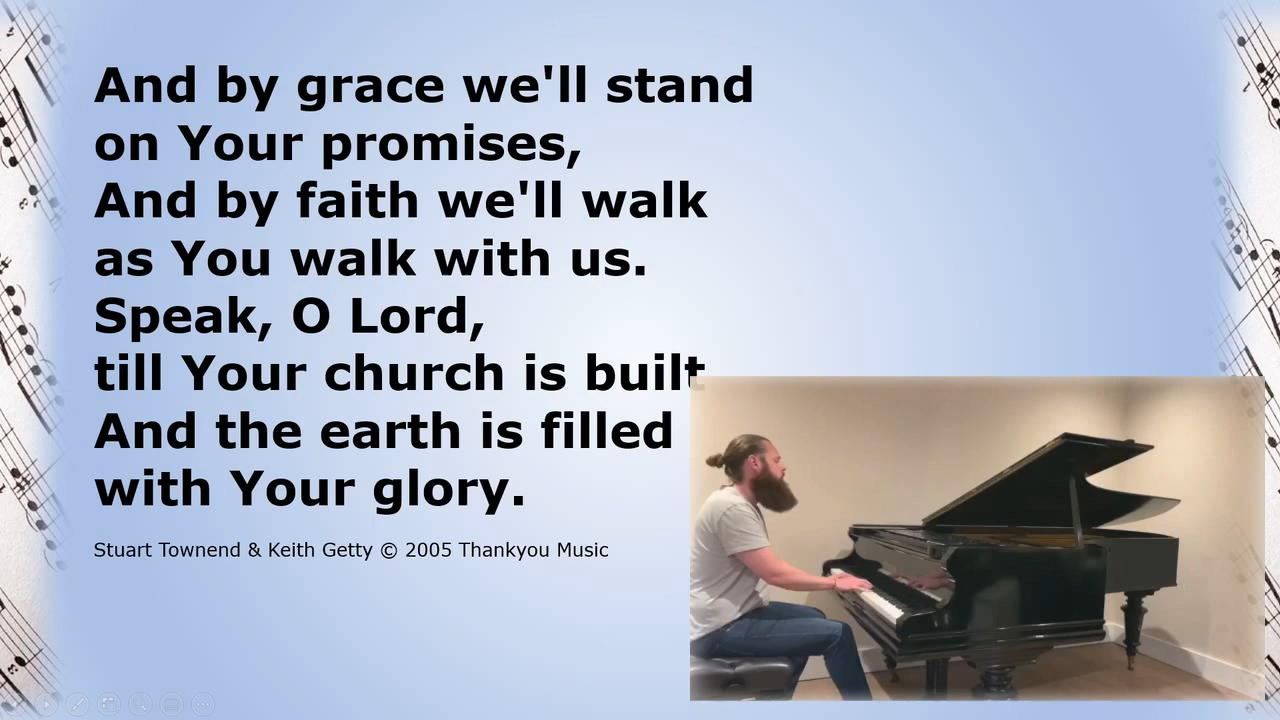 And by grace we'll stand
on Your promises,
And by faith we'll walk
as You walk with us.
Speak, O Lord,
till Your church is built
And the earth is filled
with Your glory.
Stuart Townend & Keith Getty © 2005 Thankyou Music